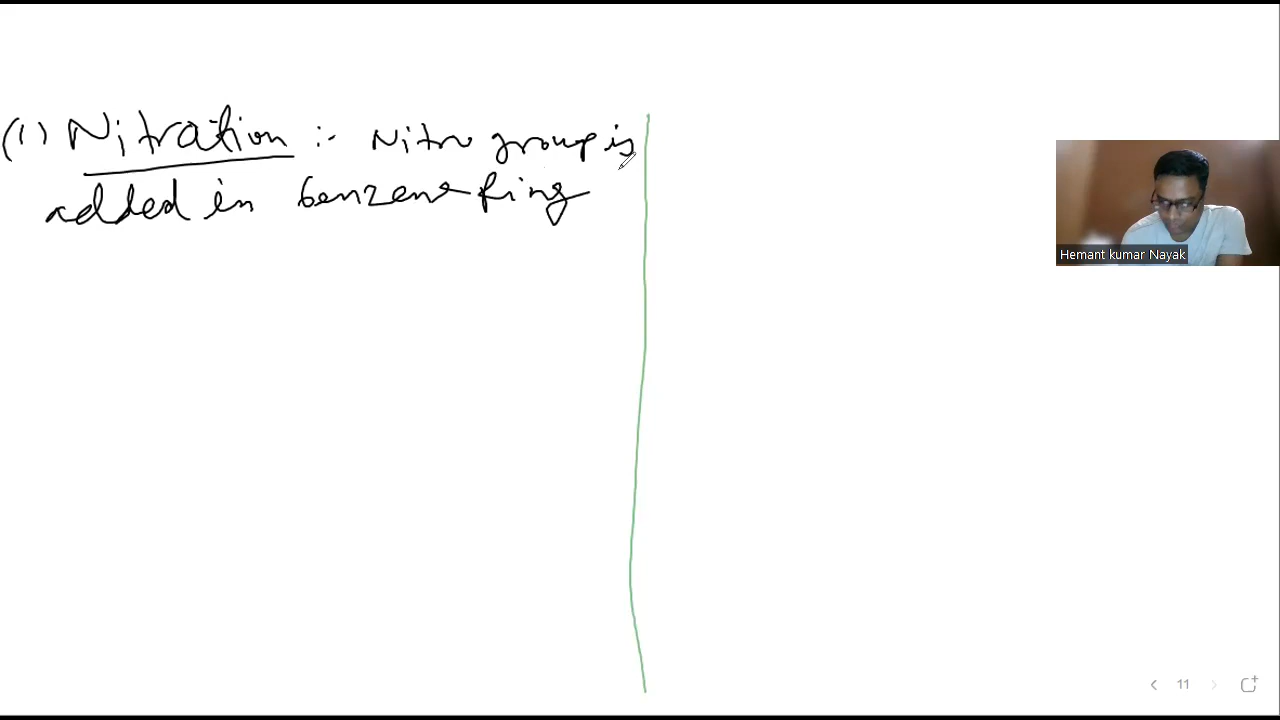 (1) Nitration :- Nitro group is
added in benzene ring
Hemant kumar Nayak
11